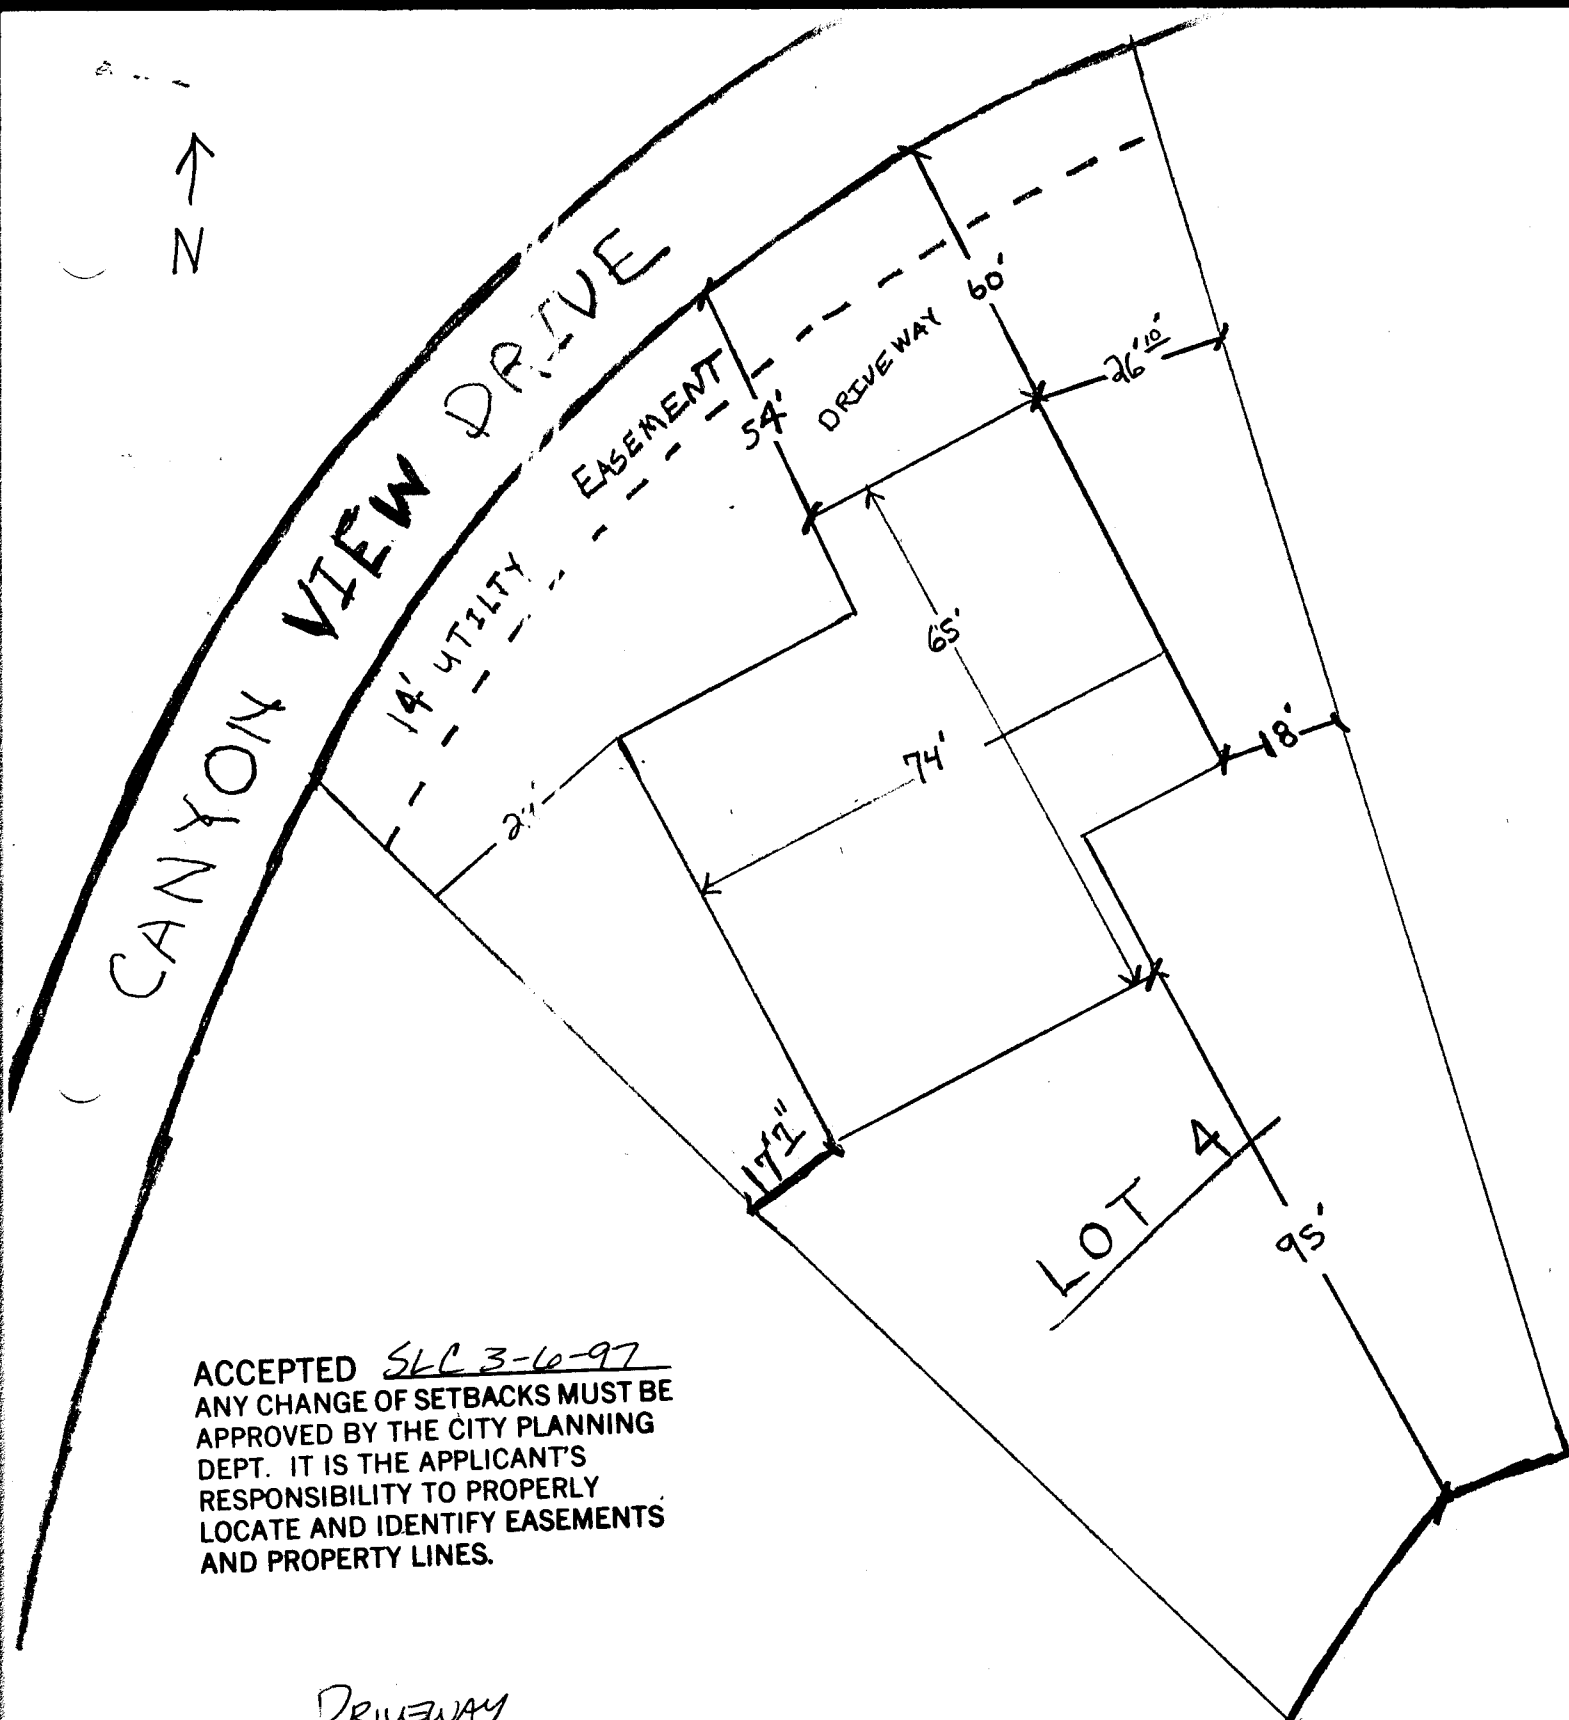 N
CANYON VIEW DRIVE
14' UTILTY EASEMENT
DRIVEWAY
54'
60'
26' 10"
65'
74'
18'
17'7"
LOT 4
95'
ACCEPTED SLC 3-6-97
ANY CHANGE OF SETBACKS MUST BE
APPROVED BY THE CITY PLANNING
DEPT. IT IS THE APPLICANT'S
RESPONSIBILITY TO PROPERLY
LOCATE AND IDENTIFY EASEMENTS
AND PROPERTY LINES.
DRIVEWAY